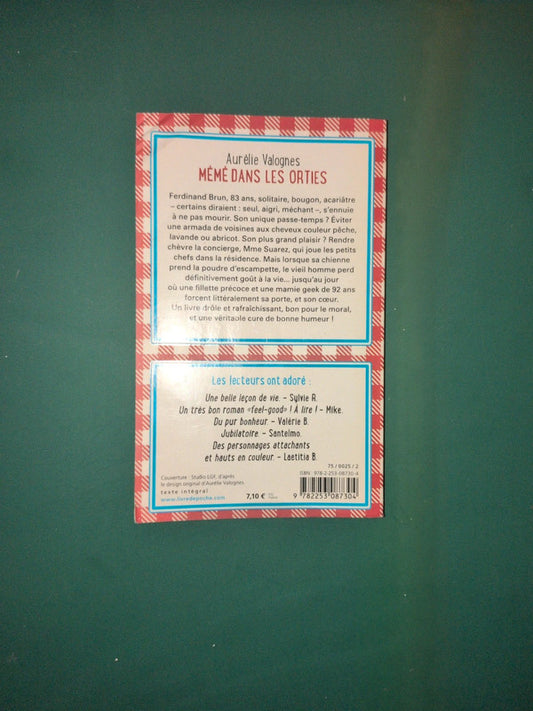 Aurélie Valognes
MÉMÉ DANS LES ORTIES
Ferdinand Brun, 83 ans, solitaire, bougon, acariâtre
– certains diraient : seul, aigri, méchant –, s'ennuie
à ne pas mourir. Son unique passe-temps ? Éviter
une armada de voisines aux cheveux couleur pêche,
lavande ou abricot. Son plus grand plaisir ? Rendre
chèvre la concierge, Mme Suarez, qui joue les petits
chefs dans la résidence. Mais lorsque sa chienne
prend la poudre d'escampette, le vieil homme perd
définitivement goût à la vie... jusqu'au jour
où une fillette précoce et une mamie geek de 92 ans
forcent littéralement sa porte, et son cœur.
Un livre drôle et rafraîchissant, bon pour le moral,
et une véritable cure de bonne humeur !
Les lecteurs ont adoré :
Une belle leçon de vie. – Sylvie A.
Un très bon roman «feel-good» ! À lire ! – Mike.
Du pur bonheur. – Valérie B.
Jubilatoire. – Santelmo.
Des personnages attachants
et hauts en couleur. – Laetitia B.
75 / 8025 / 2
ISBN : 978-2-253-08730-4
Couverture : Studio LGF, d'après
le design original d'Aurélie Valognes.
texte intégral
www.livredepoche.com
7,10 €
9 782253 087304